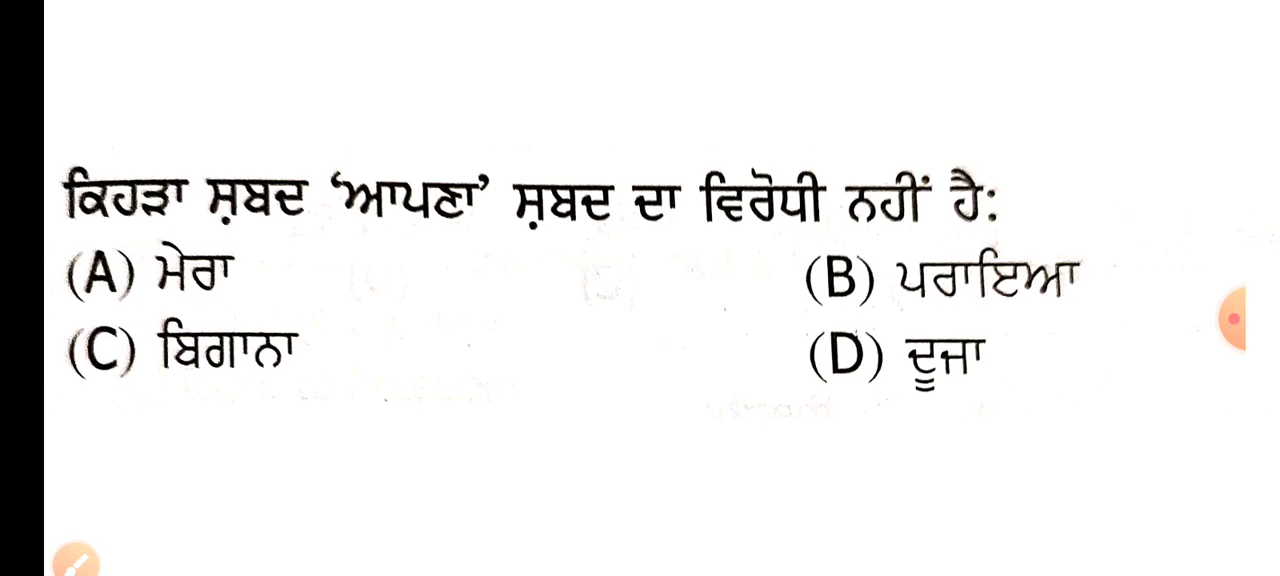 ਕਿਹੜਾ ਸ਼ਬਦ ‘ਆਪਣਾ’ ਸ਼ਬਦ ਦਾ ਵਿਰੋਧੀ ਨਹੀਂ ਹੈ:
(A) ਮੇਰਾ (B) ਪਰਾਇਆ
(C) ਬਿਗਾਨਾ (D) ਦੂਜਾ